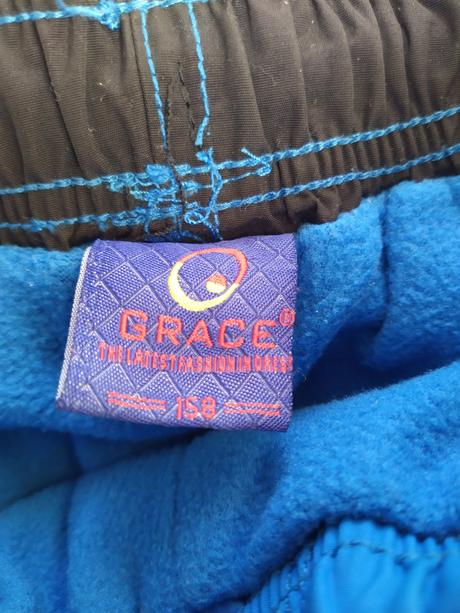 GRACE®
THE LATEST FASHION IN DRESS
158